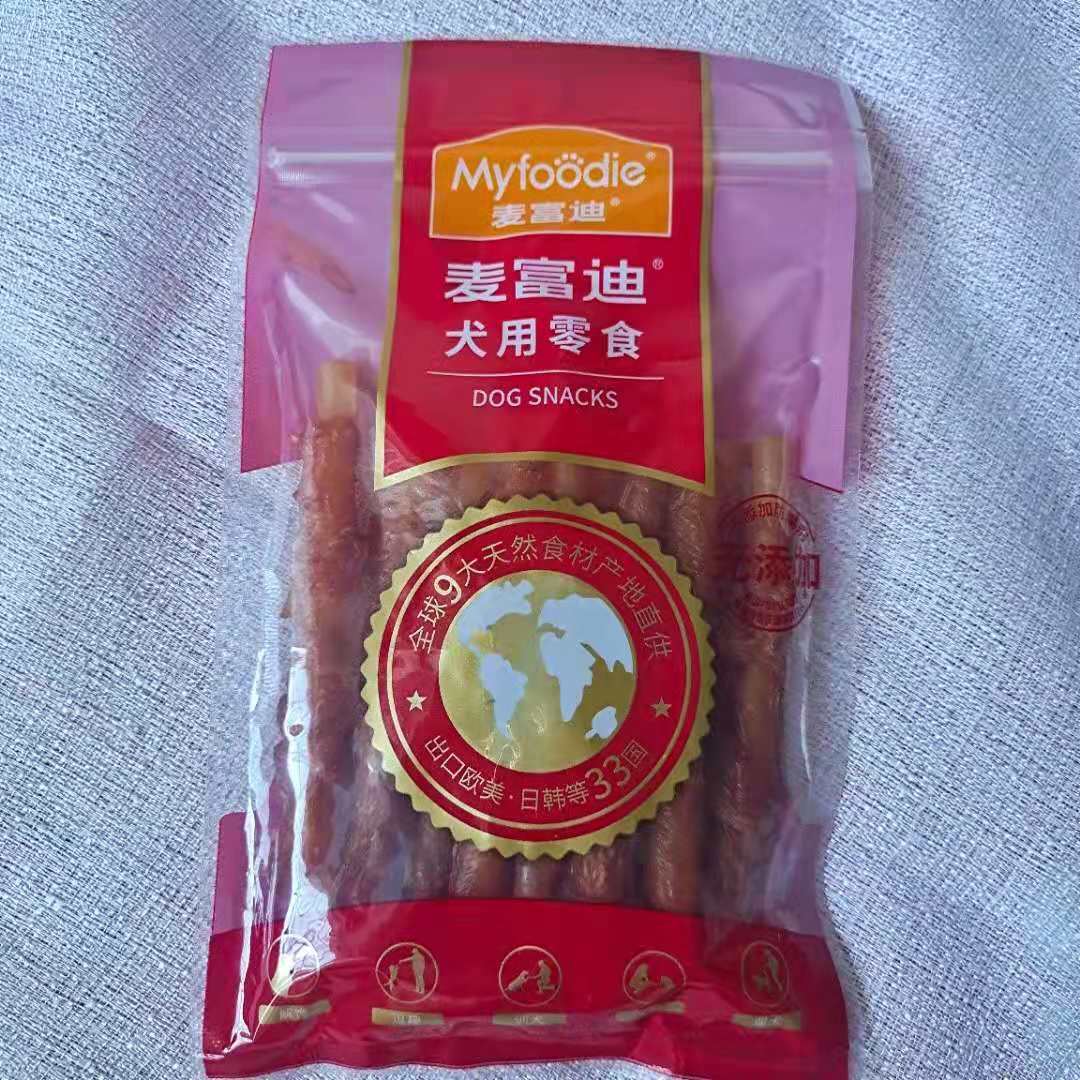 Myfoodie®
麦富迪®
麦富迪®
犬用零食
DOG SNACKS
无添加
全球9大天然食材产地直供
出口欧美·日韩等33国